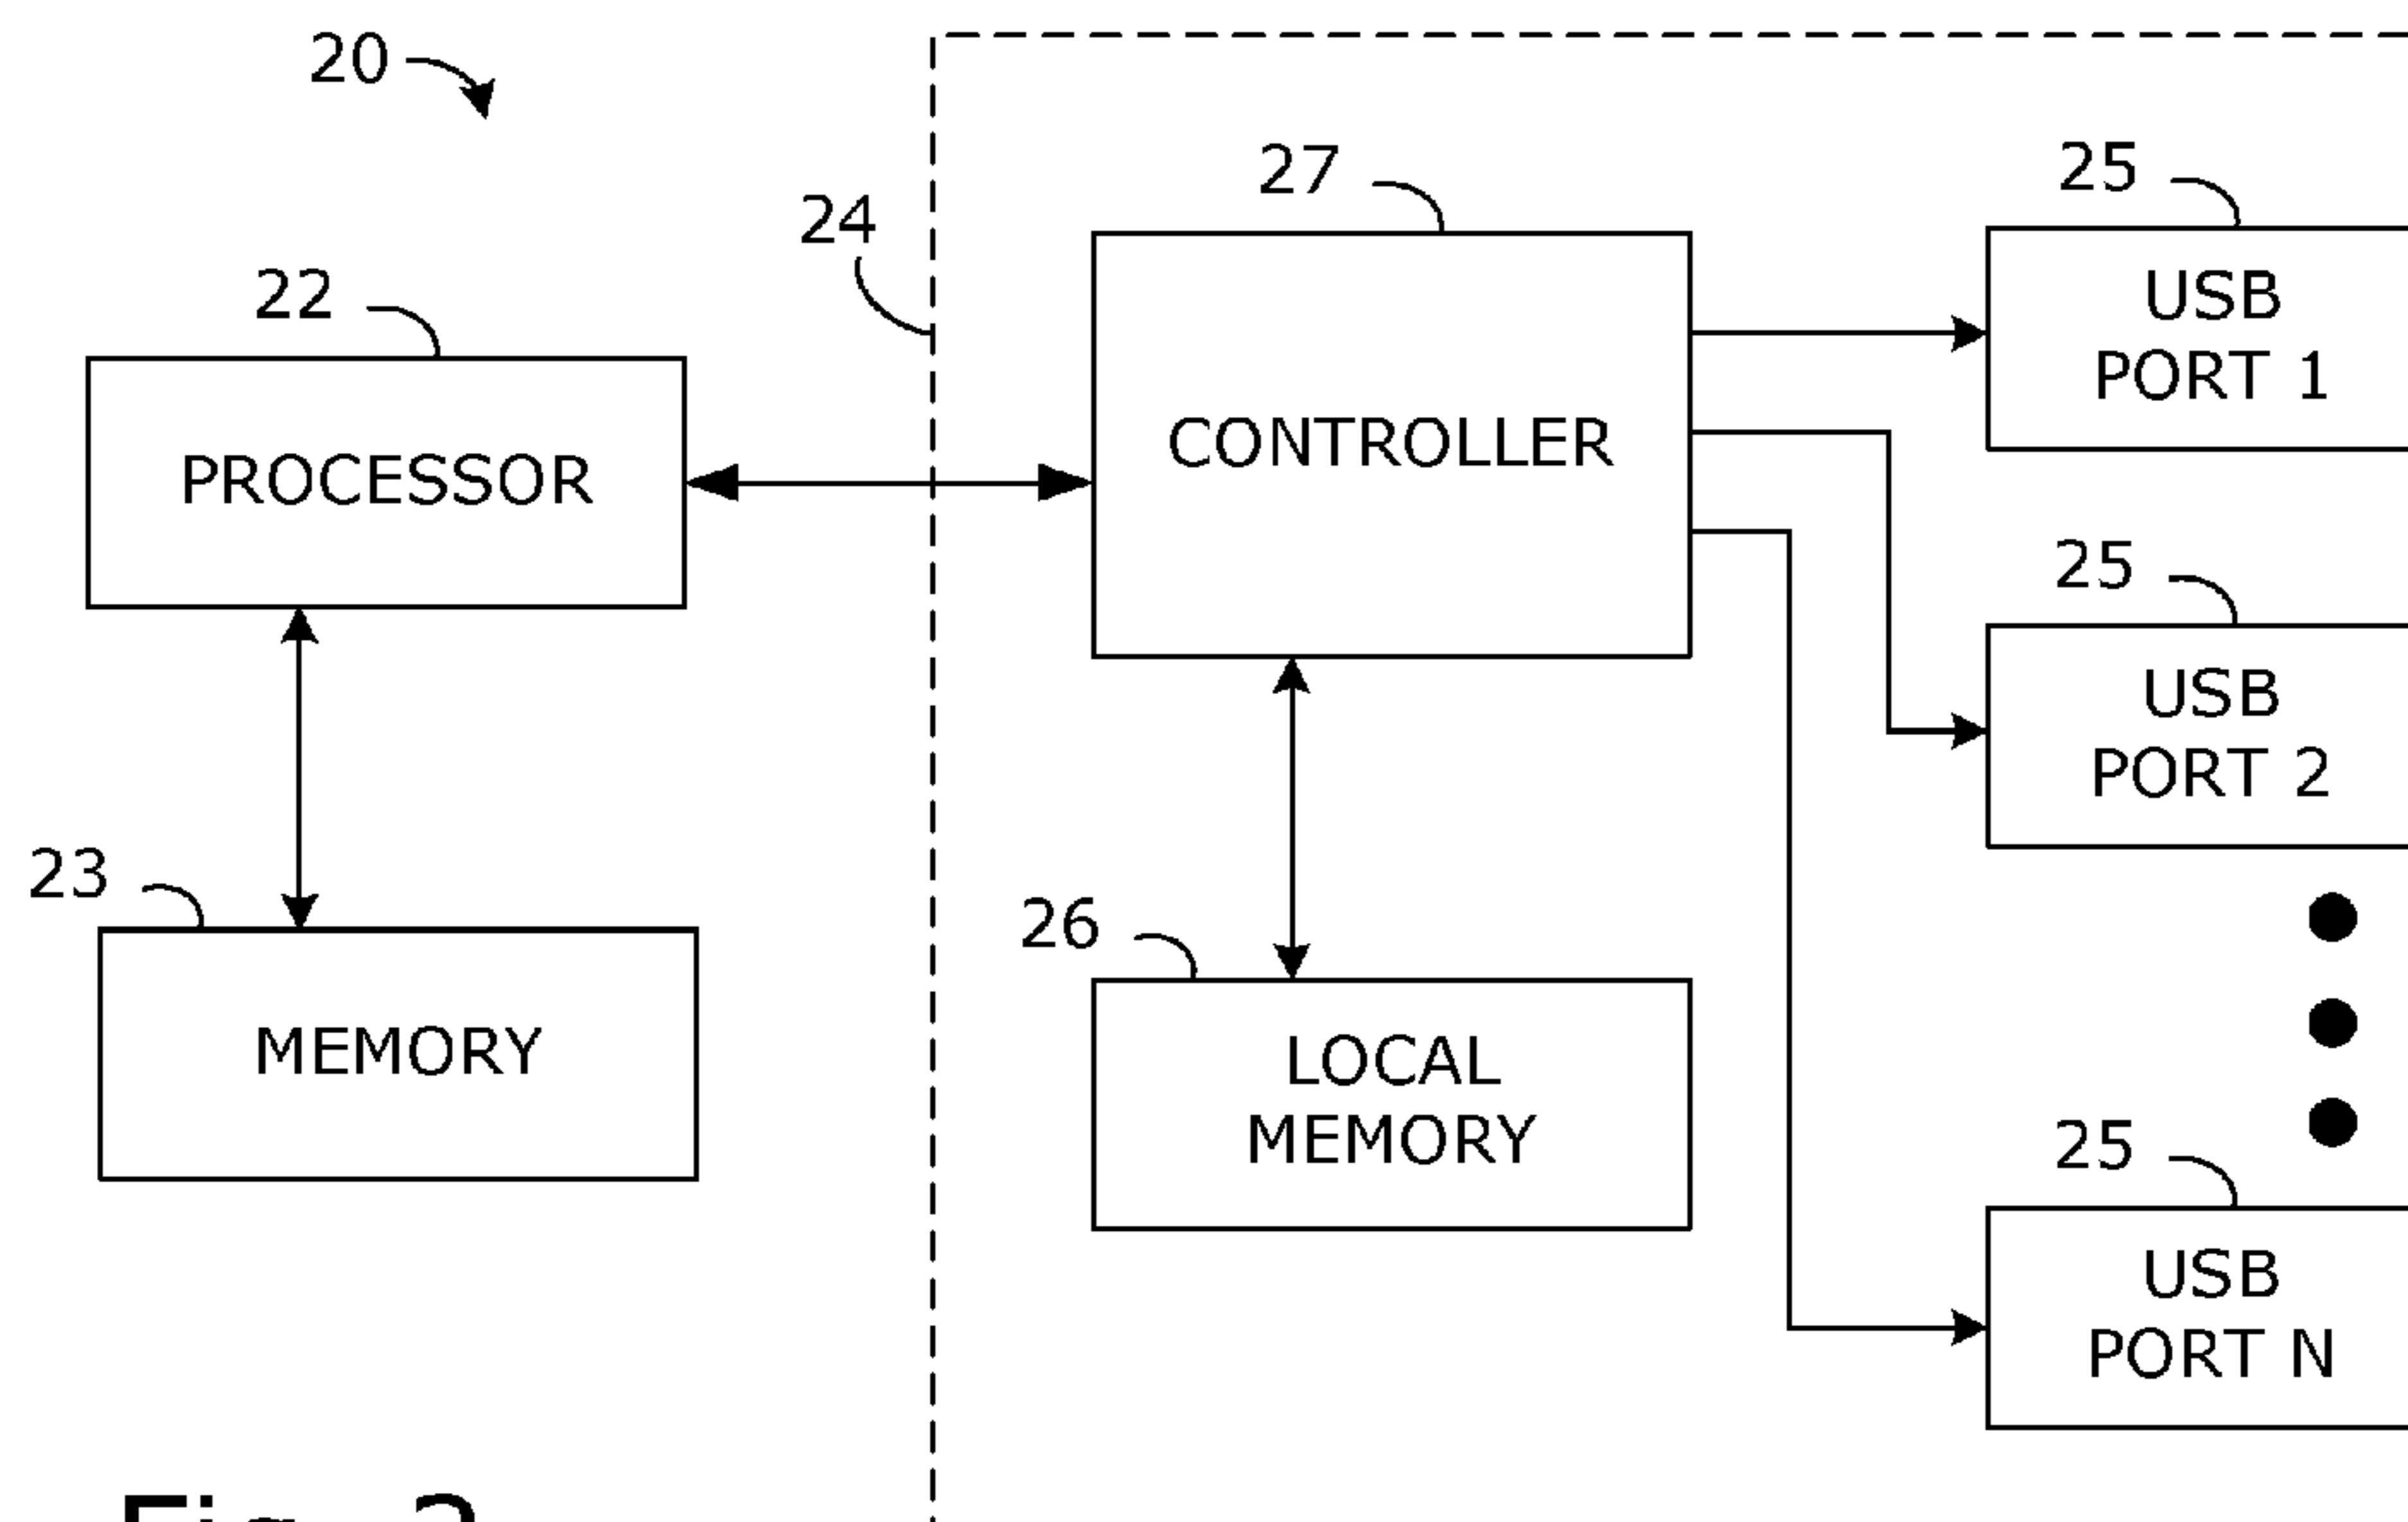 20
24
27
25
22
USB
PORT 1
PROCESSOR
CONTROLLER
25
USB
PORT 2
23
26
MEMORY
LOCAL
MEMORY
25
USB
PORT N